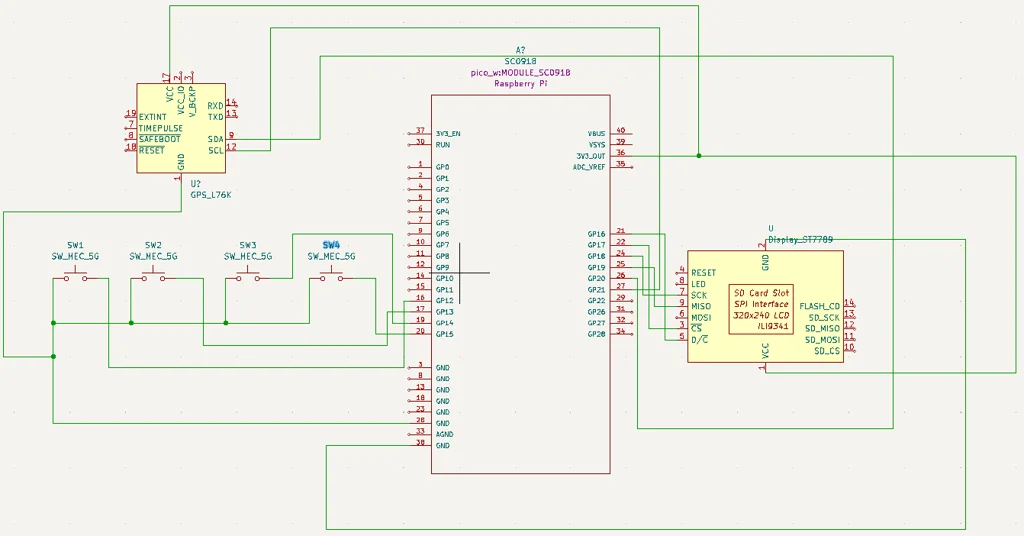 A?
SC0918
pico_w:MODULE_SC0918
Raspberry Pi
17
2
3
VCC
VCC_IO
V_BCKP
19 EXTINT
7 TIMEPULSE
8 SAFEBOOT
18 RESET
RXD 14
TXD 13
SDA 9
SCL 12
GND
1
U?
GPS_L76K
SW1
SW_MEC_5G
SW2
SW_MEC_5G
SW3
SW_MEC_5G
SW4
SW_MEC_5G
37 3V3_EN
30 RUN
1 GP0
2 GP1
4 GP2
5 GP3
6 GP4
7 GP5
9 GP6
10 GP7
11 GP8
12 GP9
14 GP10
15 GP11
16 GP12
17 GP13
19 GP14
20 GP15
3 GND
8 GND
13 GND
18 GND
23 GND
28 GND
33 AGND
38 GND
VBUS 40
VSYS 39
3V3_OUT 36
ADC_VREF 35
GP16 21
GP17 22
GP18 24
GP19 25
GP20 26
GP21 27
GP22 29
GP26 31
GP27 32
GP28 34
U
Display_ST7789
2
GND
4 RESET
8 LED
7 SCK
9 MISO
6 MOSI
3 CS
5 D/C
SD Card Slot
SPI Interface
320x240 LCD
ILI9341
FLASH_CD 14
SD_SCK 13
SD_MISO 12
SD_MOSI 11
SD_CS 10
VCC
1